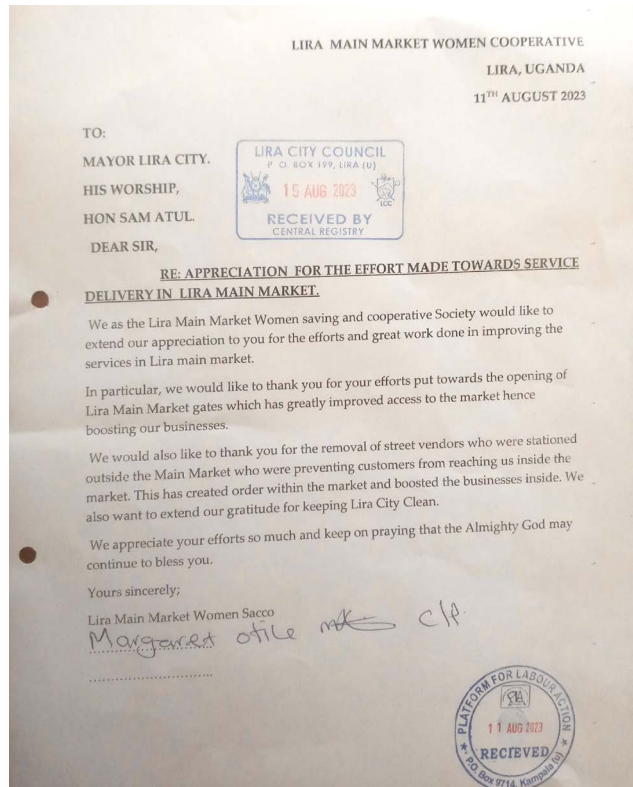 LIRA MAIN MARKET WOMEN COOPERATIVE
LIRA, UGANDA
11TH AUGUST 2023
TO:
MAYOR LIRA CITY.
HIS WORSHIP,
HON SAM ATUL.
DEAR SIR,
LIRA CITY COUNCIL
P. O. BOX 199, LIRA (U)
15 AUG 2023
LCC
RECEIVED BY
CENTRAL REGISTRY
RE: APPRECIATION FOR THE EFFORT MADE TOWARDS SERVICE
DELIVERY IN LIRA MAIN MARKET.
We as the Lira Main Market Women saving and cooperative Society would like to
extend our appreciation to you for the efforts and great work done in improving the
services in Lira main market.
In particular, we would like to thank you for your efforts put towards the opening of
Lira Main Market gates which has greatly improved access to the market hence
boosting our businesses.
We would also like to thank you for the removal of street vendors who were stationed
outside the Main Market who were preventing customers from reaching us inside the
market. This has created order within the market and boosted the businesses inside. We
also want to extend our gratitude for keeping Lira City Clean.
We appreciate your efforts so much and keep on praying that the Almighty God may
continue to bless you.
Yours sincerely;
Lira Main Market Women Sacco
Margaret otile C/P.
PLATFORM FOR LABOUR ACTION
PLA
11 AUG 2023
RECIEVED
P.O. Box 9714, Kampala (U)